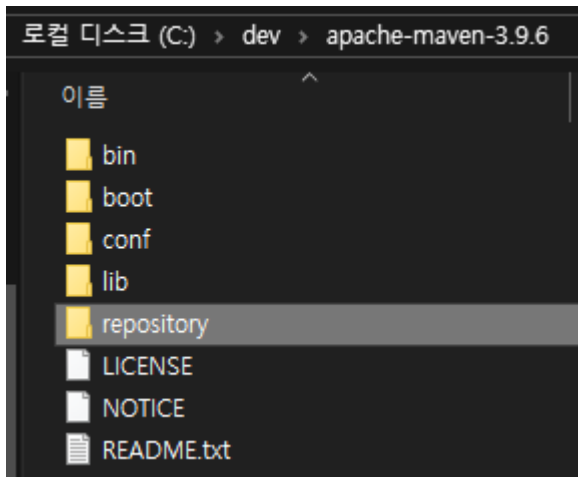 로컬 디스크 (C:) › dev › apache-maven-3.9.6
이름
bin
boot
conf
lib
repository
LICENSE
NOTICE
README.txt